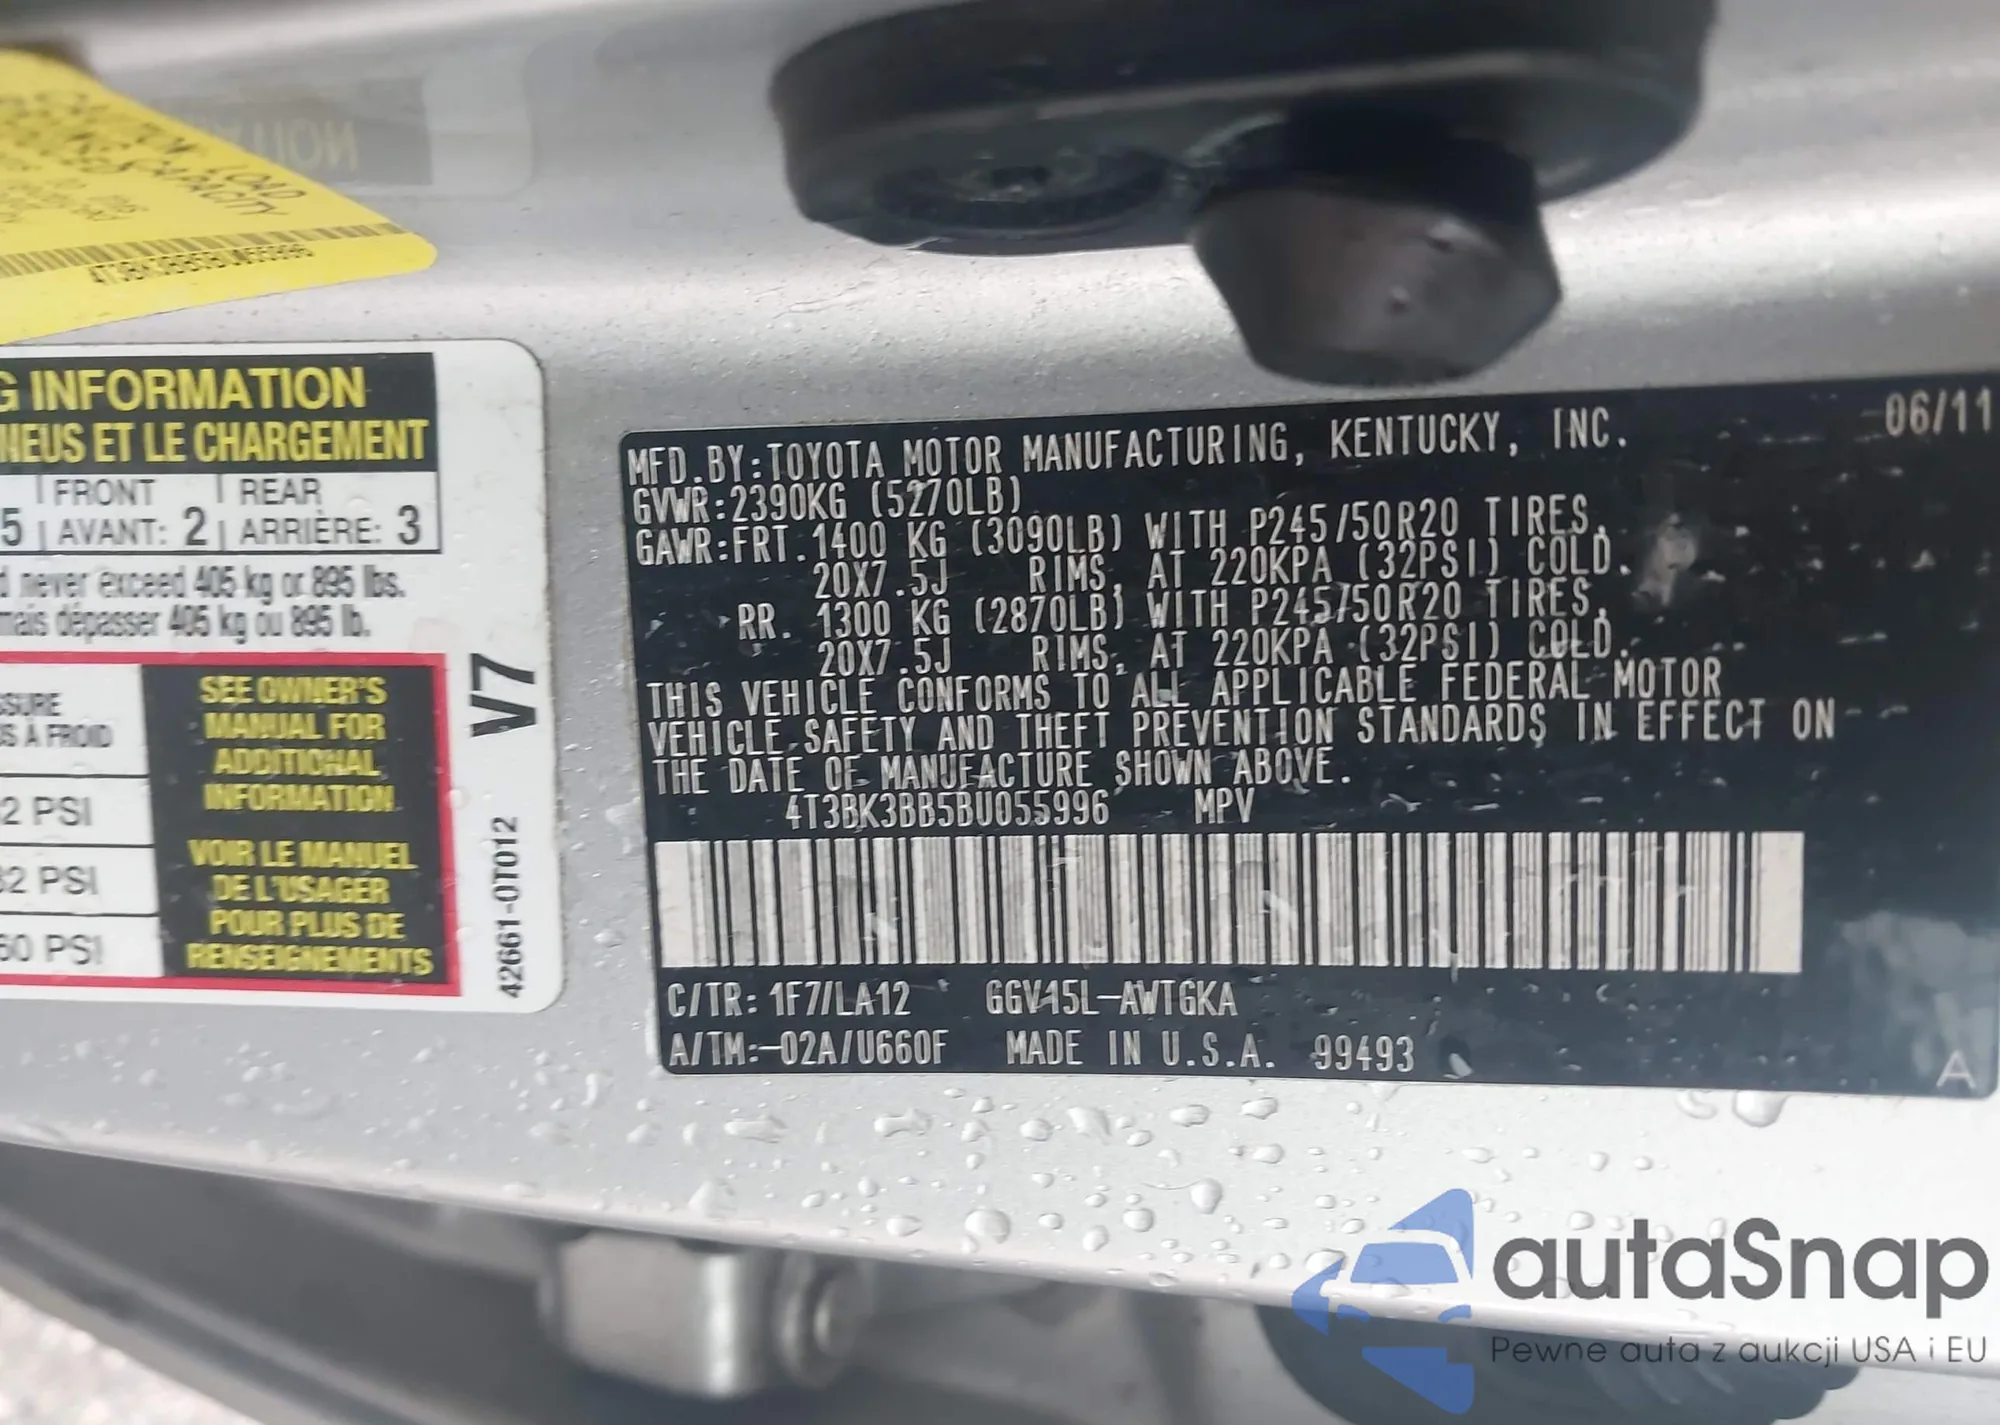 CAUTION: LOAD
CAPACITY
4T3BK3BB5BU055996
G INFORMATION
NEUS ET LE CHARGEMENT
FRONT REAR
5 AVANT: 2 ARRIÈRE: 3
d never exceed 405 kg or 895 lbs.
mais dépasser 405 kg ou 895 lb.
SSURE
S À FROID
2 PSI
32 PSI
60 PSI
SEE OWNER'S
MANUAL FOR
ADDITIONAL
INFORMATION
VOIR LE MANUEL
DE L'USAGER
POUR PLUS DE
RENSEIGNEMENTS
V7
42661-0T012
06/11
MFD.BY:TOYOTA MOTOR MANUFACTURING, KENTUCKY, INC.
GVWR:2390KG (5270LB)
GAWR:FRT.1400 KG (3090LB) WITH P245/50R20 TIRES,
20X7.5J RIMS, AT 220KPA (32PSI) COLD.
RR. 1300 KG (2870LB) WITH P245/50R20 TIRES,
20X7.5J RIMS, AT 220KPA (32PSI) COLD.
THIS VEHICLE CONFORMS TO ALL APPLICABLE FEDERAL MOTOR
VEHICLE SAFETY AND THEFT PREVENTION STANDARDS IN EFFECT ON
THE DATE OF MANUFACTURE SHOWN ABOVE.
4T3BK3BB5BU055996 MPV
C/TR: 1F7/LA12 GGV15L-AWTGKA
A/TM:-02A/U660F MADE IN U.S.A. 99493
A
autaSnap
Pewne auta z aukcji USA i EU